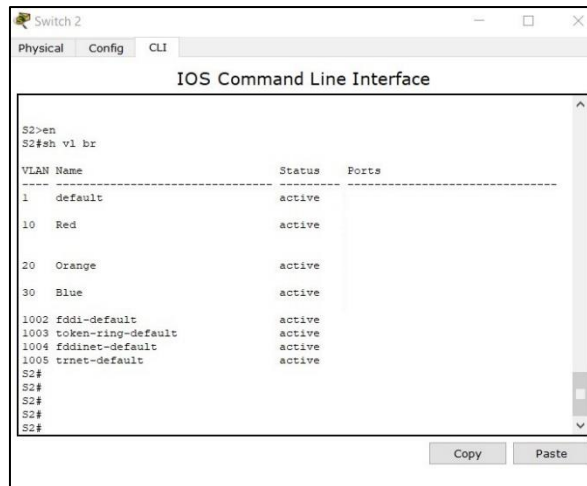 Switch 2
Physical Config CLI
IOS Command Line Interface
S2>en
S2#sh vl br
VLAN Name Status Ports
---- -------------------------------- --------- -------------------------------
1 default active
10 Red active
20 Orange active
30 Blue active
1002 fddi-default active
1003 token-ring-default active
1004 fddinet-default active
1005 trnet-default active
S2#
S2#
S2#
S2#
S2#
Copy Paste